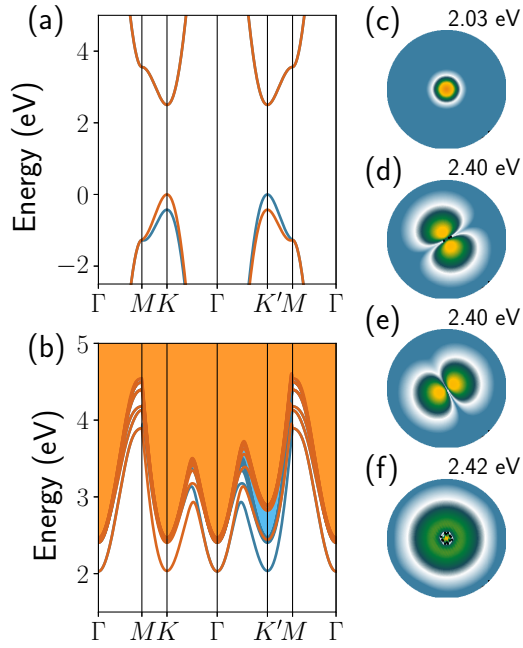 (a)
Energy (eV)
4
2
0
−2
Γ M K Γ K′ M Γ
(b)
Energy (eV)
5
4
3
2
Γ M K Γ K′ M Γ
(c)
2.03 eV
(d)
2.40 eV
(e)
2.40 eV
(f)
2.42 eV